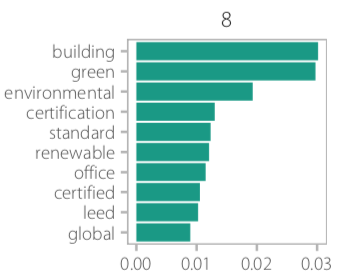 8
building
green
environmental
certification
standard
renewable
office
certified
leed
global
0.00 0.01 0.02 0.03